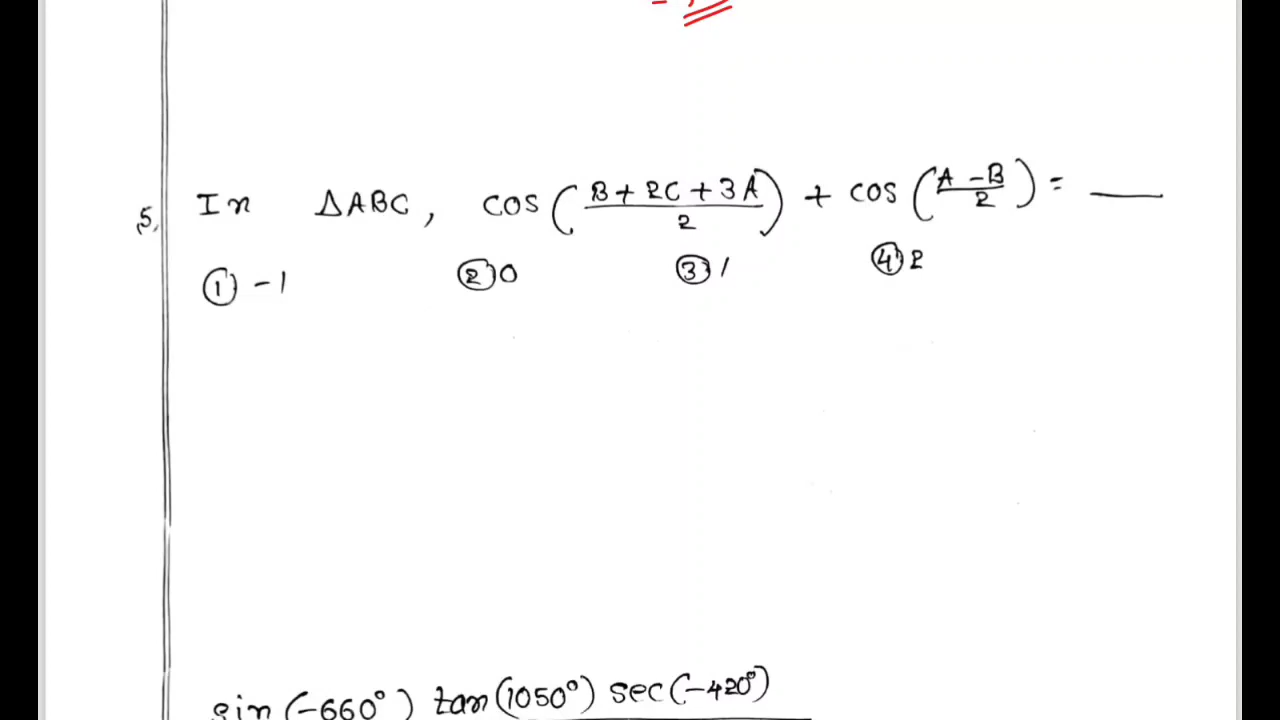 5. In ΔABC, cos((B+2C+3A)/2) + cos((A-B)/2) = ___
① -1 ② 0 ③ 1 ④ 2
sin(-660°) tan(1050°) sec(-420°)